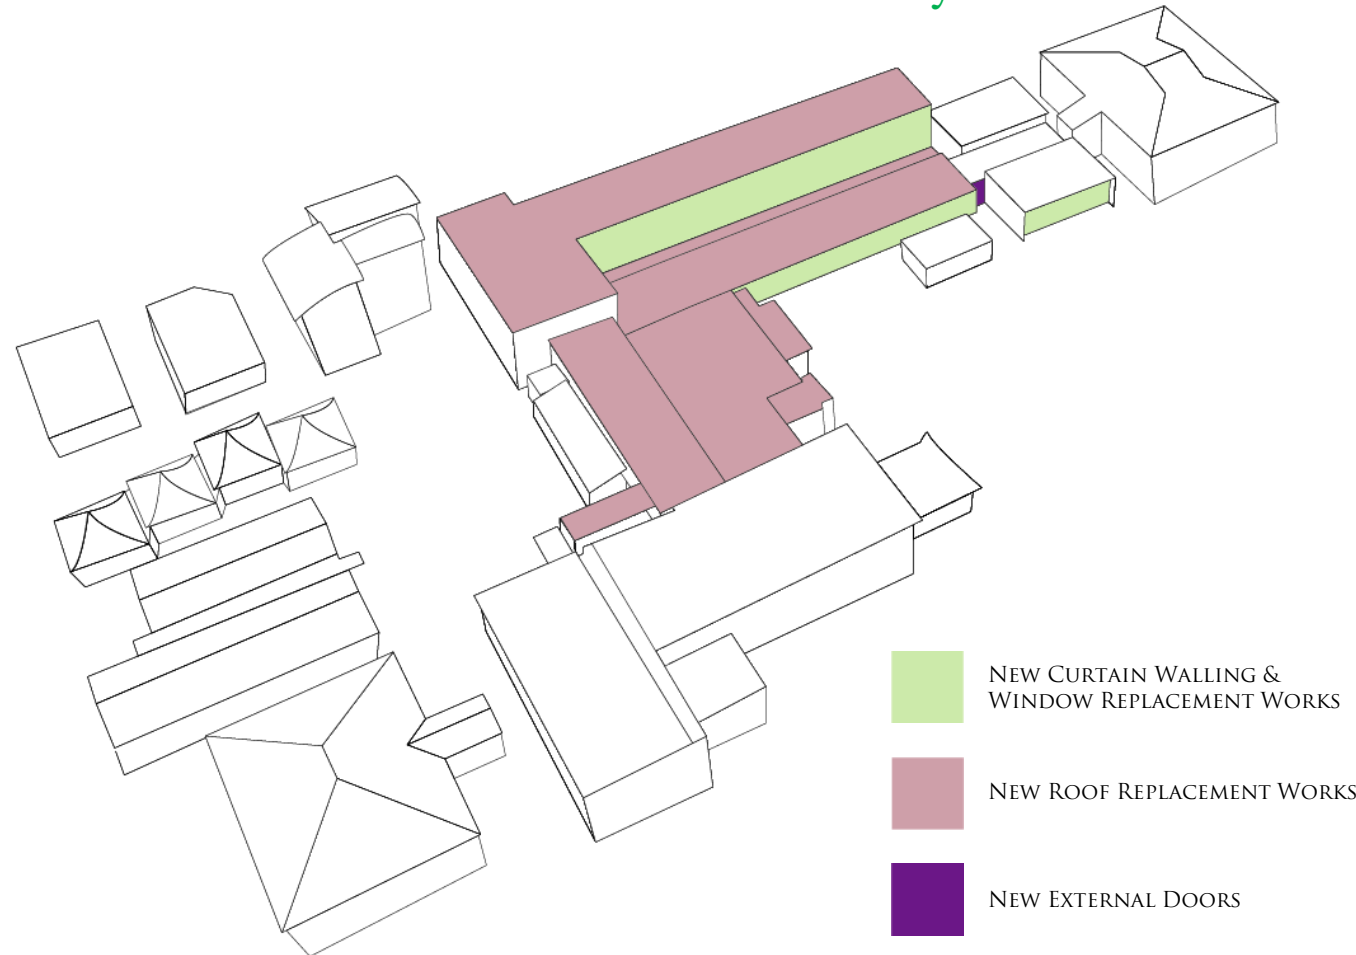 New Curtain Walling &
Window Replacement Works
New Roof Replacement Works
New External Doors